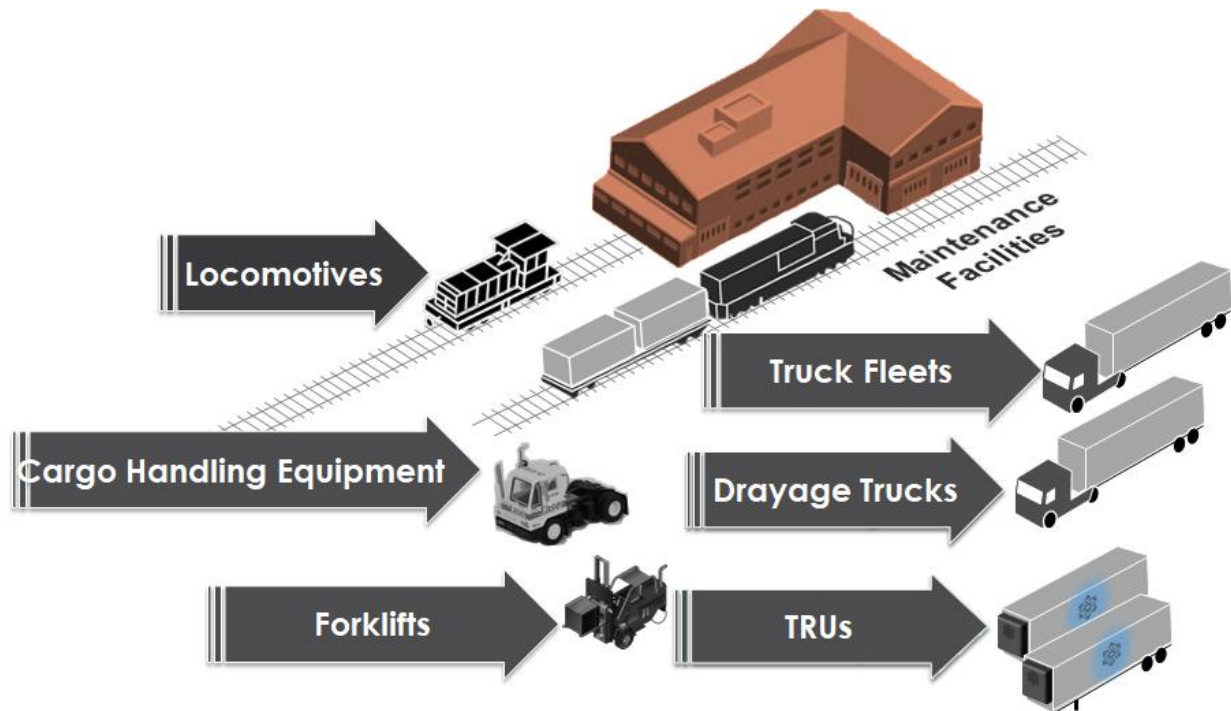 Locomotives
Maintenance
Facilities
Truck Fleets
Cargo Handling Equipment
Drayage Trucks
Forklifts
TRUs